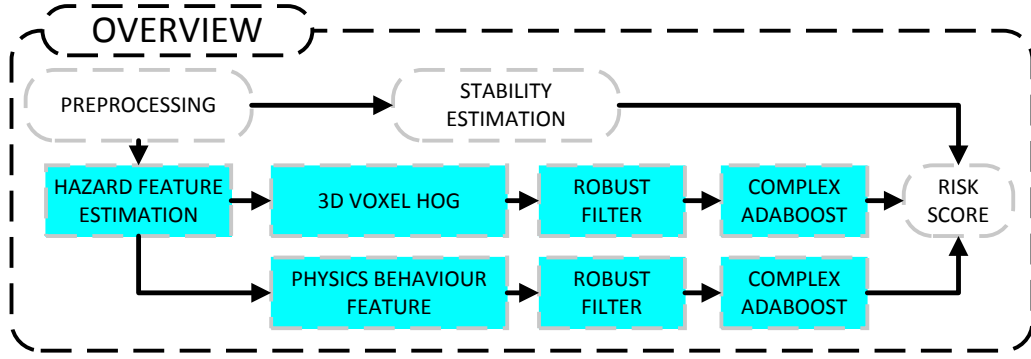 OVERVIEW
PREPROCESSING
STABILITY
ESTIMATION
HAZARD FEATURE
ESTIMATION
3D VOXEL HOG
ROBUST
FILTER
COMPLEX
ADABOOST
RISK
SCORE
PHYSICS BEHAVIOUR
FEATURE
ROBUST
FILTER
COMPLEX
ADABOOST